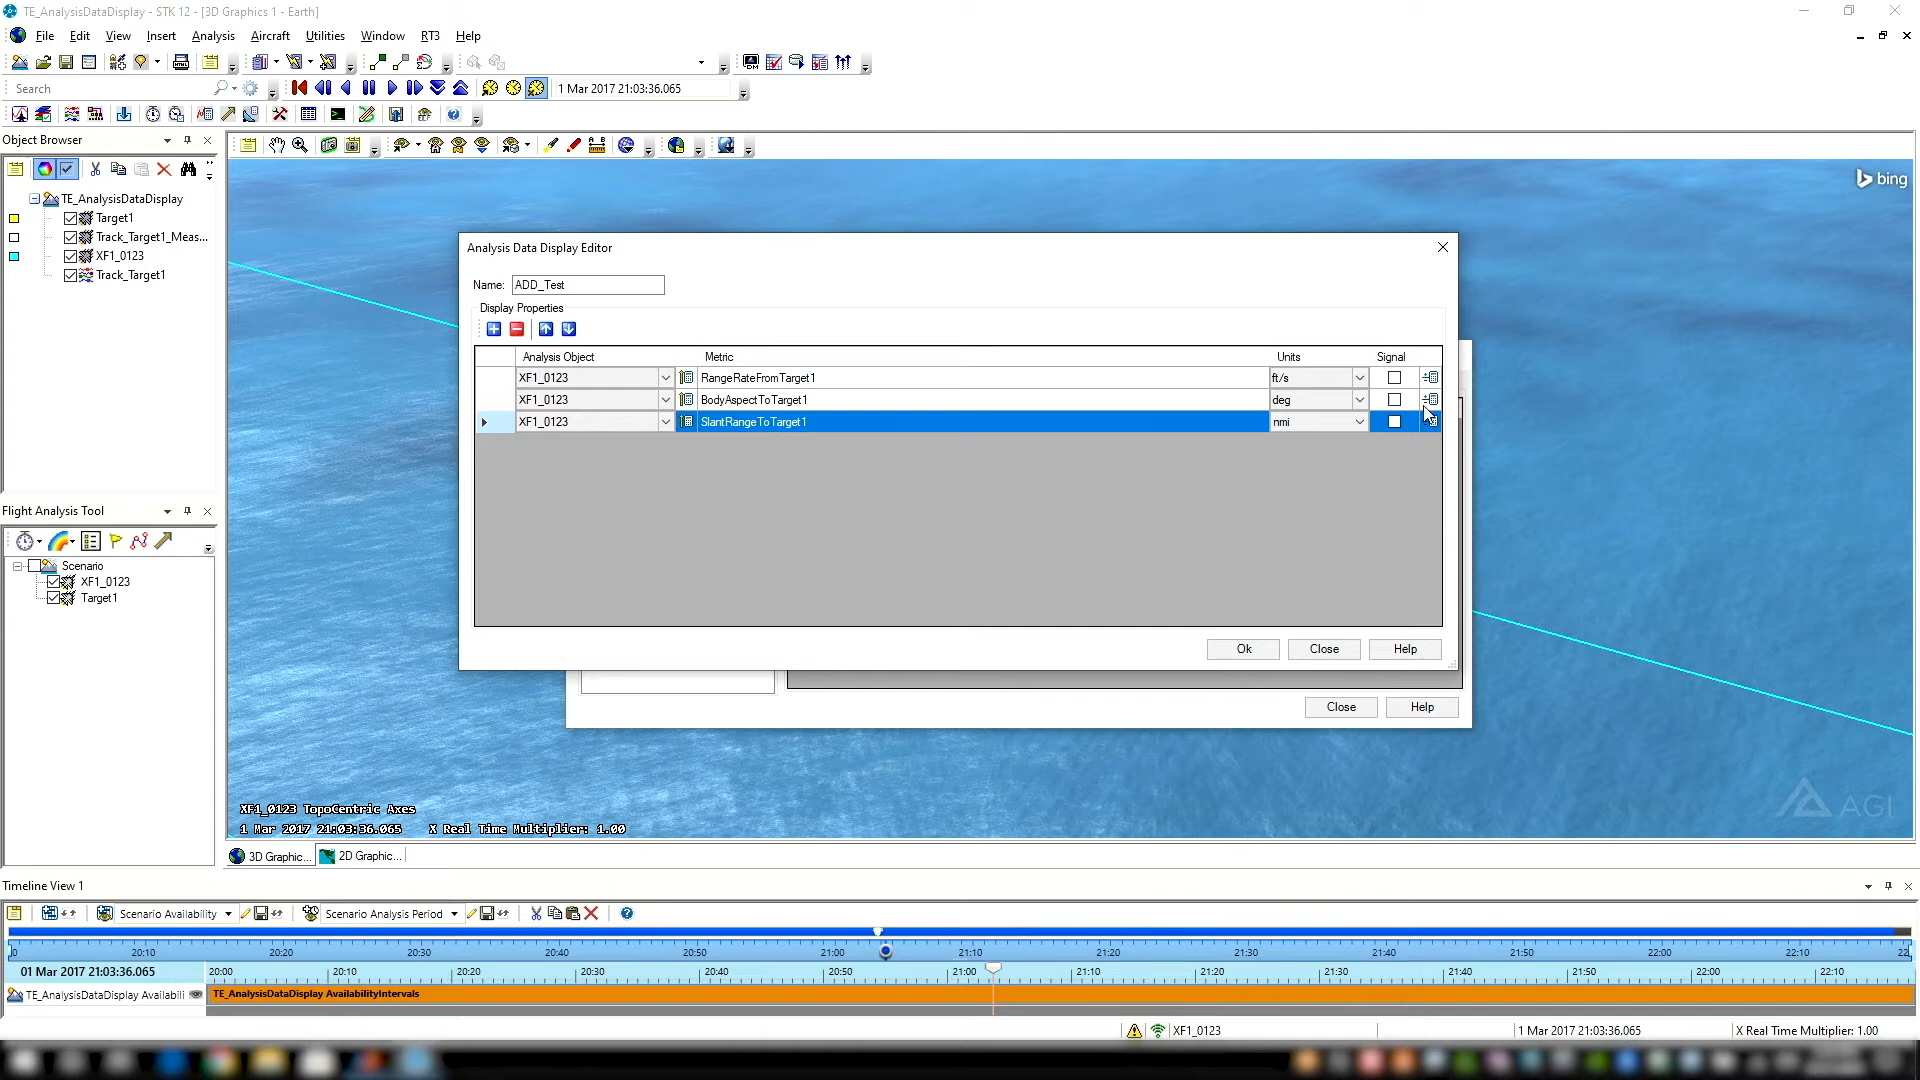 TE_AnalysisDataDisplay - STK 12 - [3D Graphics 1 - Earth]
File Edit View Insert Analysis Aircraft Utilities Window RT3 Help
Search
1 Mar 2017 21:03:36.065
Object Browser
TE_AnalysisDataDisplay
Target1
Track_Target1_Meas...
XF1_0123
Track_Target1
bing
Analysis Data Display Editor
Name: ADD_Test
Display Properties
Analysis Object Metric Units Signal
XF1_0123 RangeRateFromTarget1 ft/s
XF1_0123 BodyAspectToTarget1 deg
XF1_0123 SlantRangeToTarget1 nmi
Ok Close Help
Close Help
Flight Analysis Tool
Scenario
XF1_0123
Target1
XF1_0123 TopoCentric Axes
1 Mar 2017 21:03:36.065 X Real Time Multiplier: 1.00
AGI
3D Graphic... 2D Graphic...
Timeline View 1
Scenario Availability Scenario Analysis Period
20:10 20:20 20:30 20:40 20:50 21:00 21:10 21:20 21:30 21:40 21:50 22:00 22:10
01 Mar 2017 21:03:36.065 20:00 20:10 20:20 20:30 20:40 20:50 21:00 21:10 21:20 21:30 21:40 21:50 22:00 22:10
TE_AnalysisDataDisplay Availabili TE_AnalysisDataDisplay AvailabilityIntervals
XF1_0123 1 Mar 2017 21:03:36.065 X Real Time Multiplier: 1.00